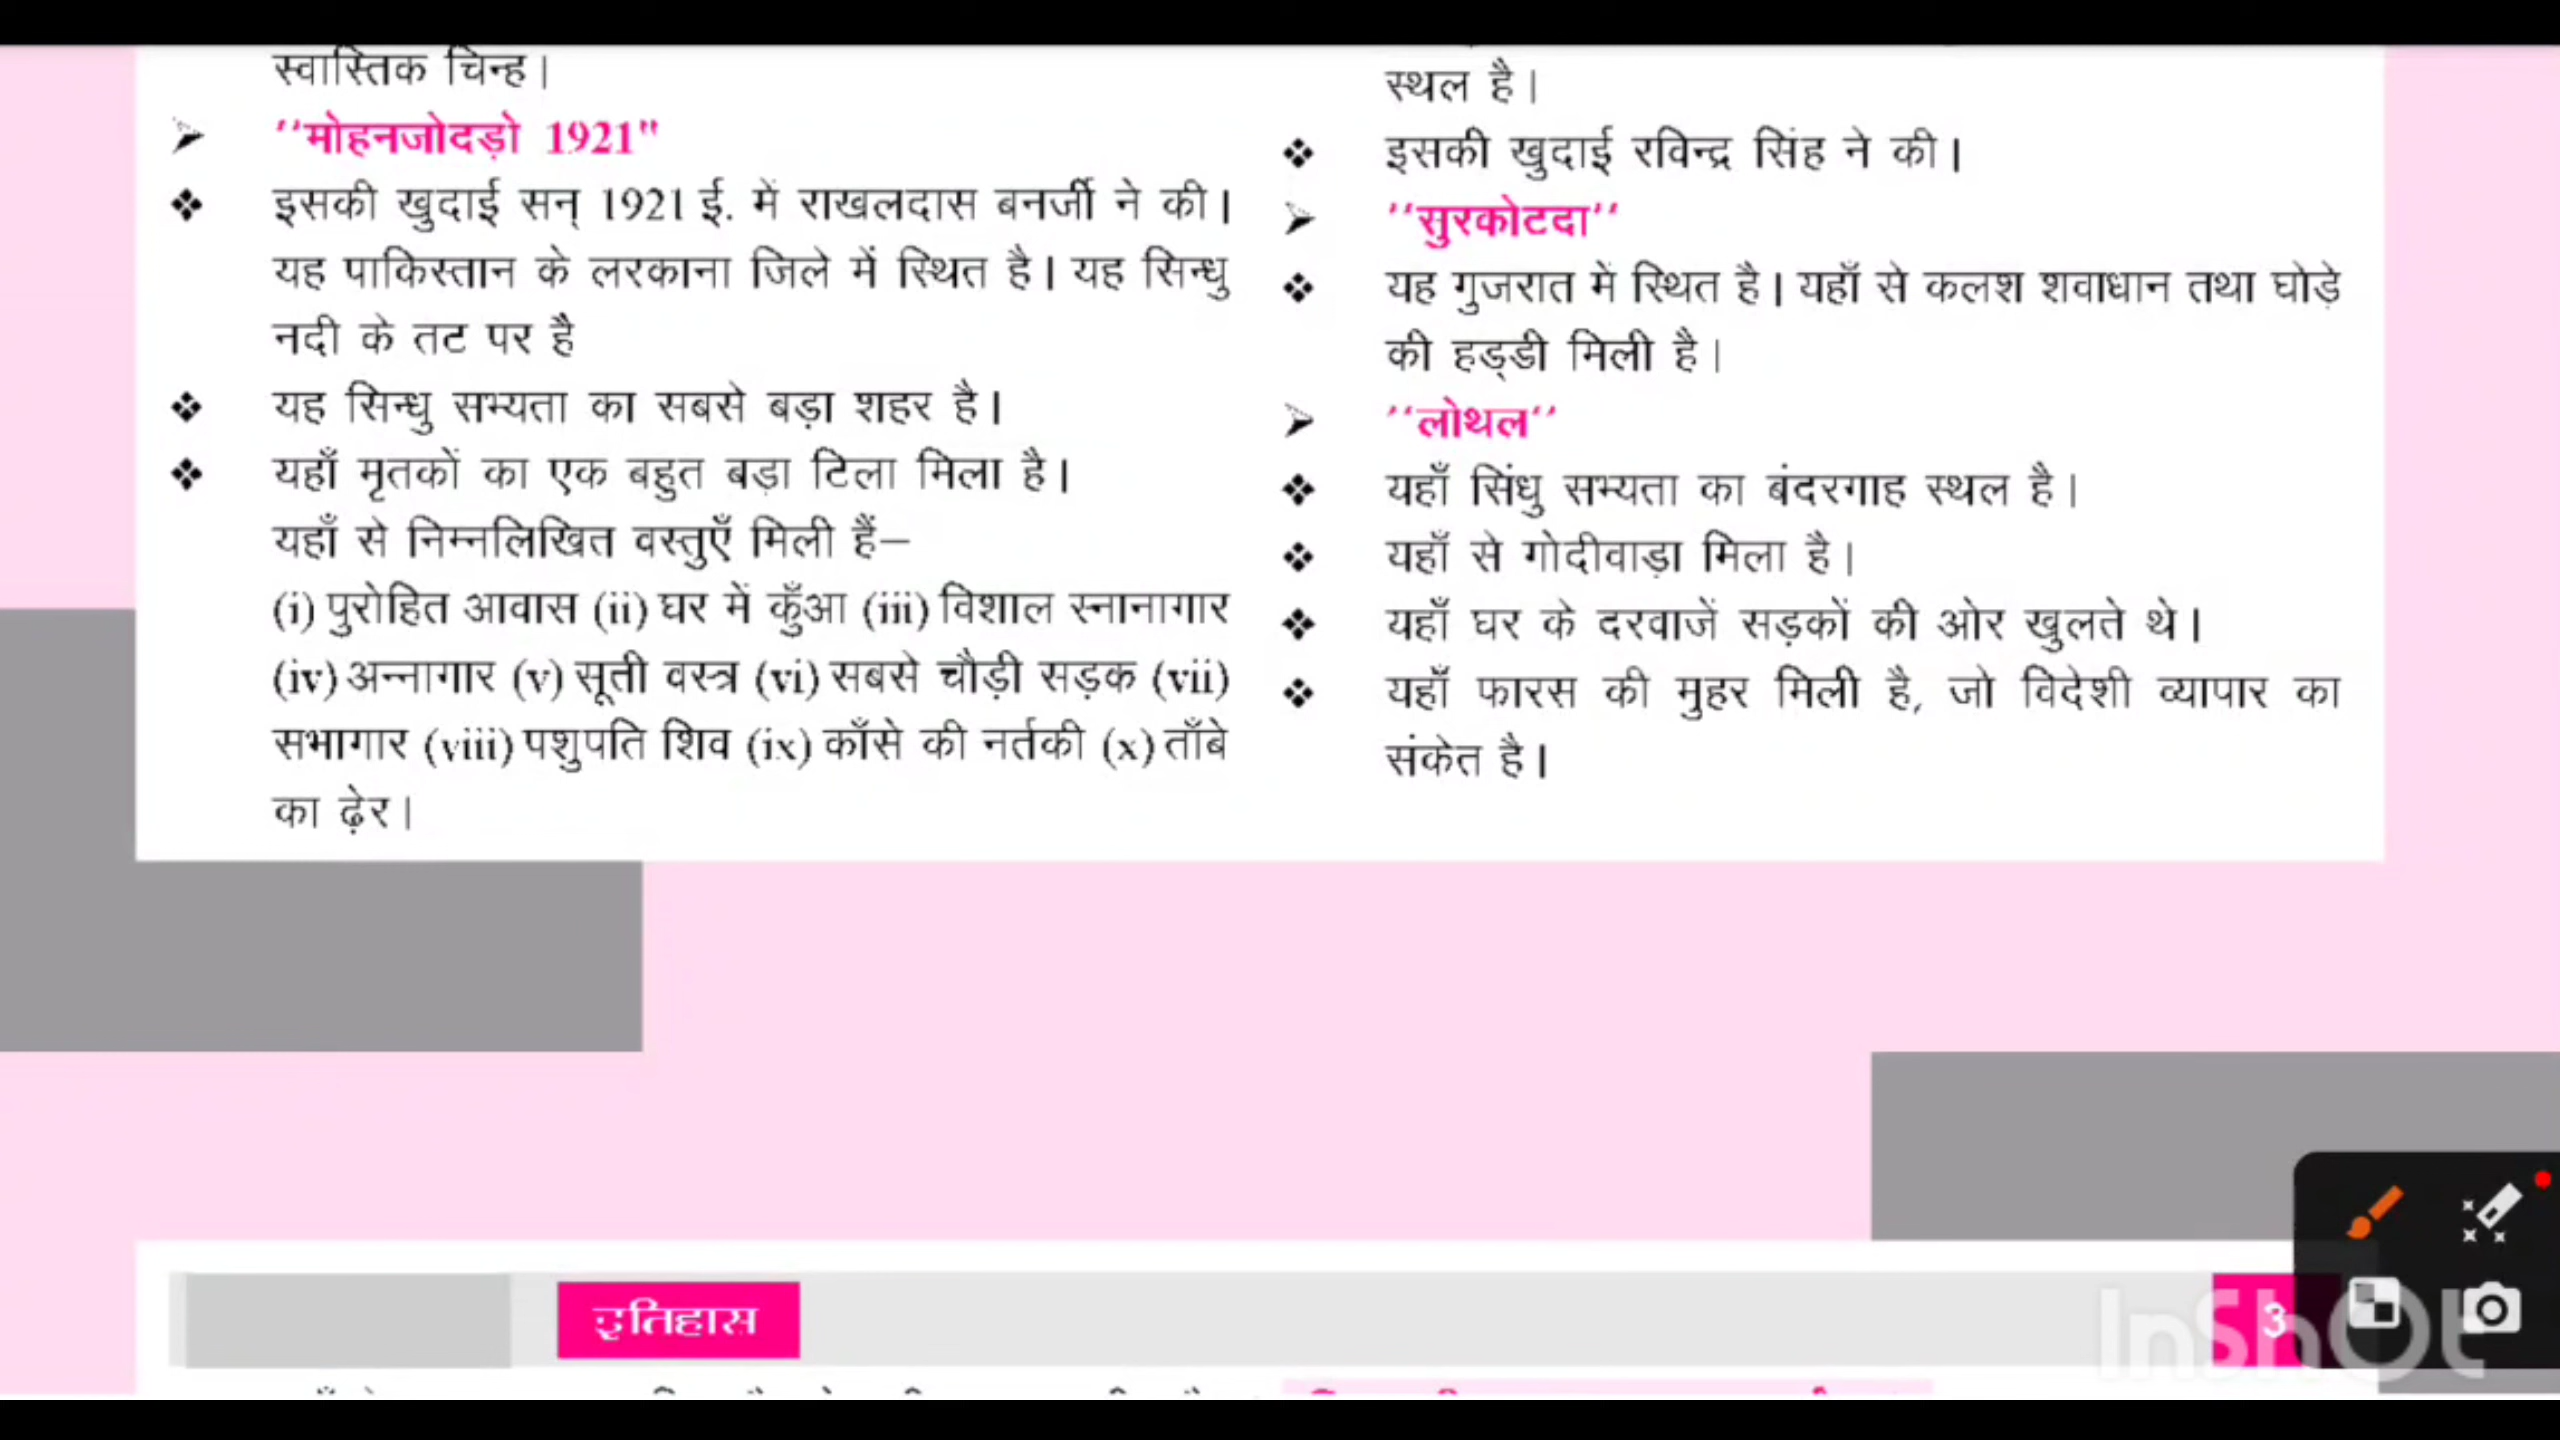 स्वास्तिक चिन्ह।
''मोहनजोदड़ो 1921"
इसकी खुदाई सन् 1921 ई. में राखलदास बनर्जी ने की।
यह पाकिस्तान के लरकाना जिले में स्थित है। यह सिन्धु
नदी के तट पर है
यह सिन्धु सभ्यता का सबसे बड़ा शहर है।
यहाँ मृतकों का एक बहुत बड़ा टिला मिला है।
यहाँ से निम्नलिखित वस्तुएँ मिली हैं–
(i) पुरोहित आवास (ii) घर में कुँआ (iii) विशाल स्नानागार
(iv) अन्नागार (v) सूती वस्त्र (vi) सबसे चौड़ी सड़क (vii)
सभागार (viii) पशुपति शिव (ix) काँसे की नर्तकी (x) ताँबे
का ढ़ेर।
स्थल है।
इसकी खुदाई रविन्द्र सिंह ने की।
''सुरकोटदा''
यह गुजरात में स्थित है। यहाँ से कलश शवाधान तथा घोड़े
की हड्डी मिली है।
''लोथल''
यहाँ सिंधु सभ्यता का बंदरगाह स्थल है।
यहाँ से गोदीवाड़ा मिला है।
यहाँ घर के दरवाजें सड़कों की ओर खुलते थे।
यहाँ फारस की मुहर मिली है, जो विदेशी व्यापार का
संकेत है।
इतिहास
3
InShOt